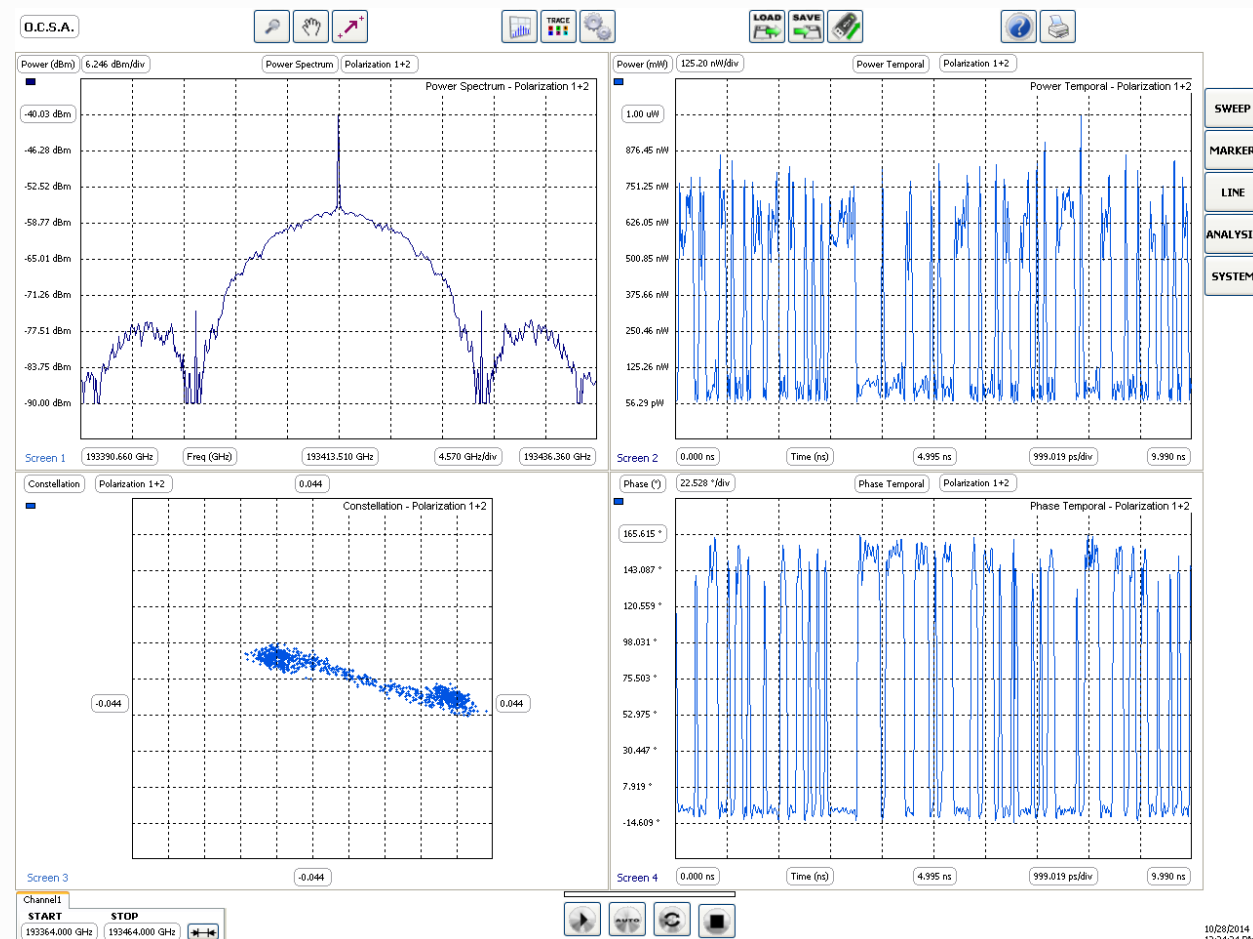 O.C.S.A.
TRACE
LOAD
SAVE
Power (dBm) 6.246 dBm/div Power Spectrum Polarization 1+2
Power Spectrum - Polarization 1+2
-40.03 dBm
-46.28 dBm
-52.52 dBm
-58.77 dBm
-65.01 dBm
-71.26 dBm
-77.51 dBm
-83.75 dBm
-90.00 dBm
Screen 1 193390.660 GHz Freq (GHz) 193413.510 GHz 4.570 GHz/div 193436.360 GHz
Power (mW) 125.20 nW/div Power Temporal Polarization 1+2
Power Temporal - Polarization 1+2
1.00 uW
876.45 nW
751.25 nW
626.05 nW
500.85 nW
375.66 nW
250.46 nW
125.26 nW
56.29 pW
Screen 2 0.000 ns Time (ns) 4.995 ns 999.019 ps/div 9.990 ns
SWEEP
MARKER
LINE
ANALYSI
SYSTEM
Constellation Polarization 1+2 0.044
Constellation - Polarization 1+2
-0.044
0.044
Screen 3 -0.044
Phase (°) 22.528 °/div Phase Temporal Polarization 1+2
Phase Temporal - Polarization 1+2
165.615 °
143.087 °
120.559 °
98.031 °
75.503 °
52.975 °
30.447 °
7.919 °
-14.609 °
Screen 4 0.000 ns Time (ns) 4.995 ns 999.019 ps/div 9.990 ns
Channel1
START STOP
193364.000 GHz 193464.000 GHz
AUTO
10/28/2014